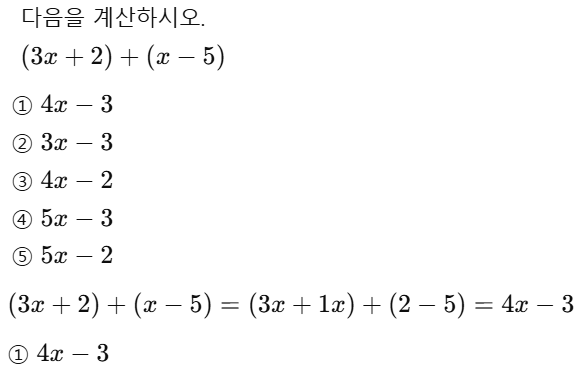 다음을 계산하시오.
(3x + 2) + (x − 5)
① 4x − 3
② 3x − 3
③ 4x − 2
④ 5x − 3
⑤ 5x − 2
(3x + 2) + (x − 5) = (3x + 1x) + (2 − 5) = 4x − 3
① 4x − 3